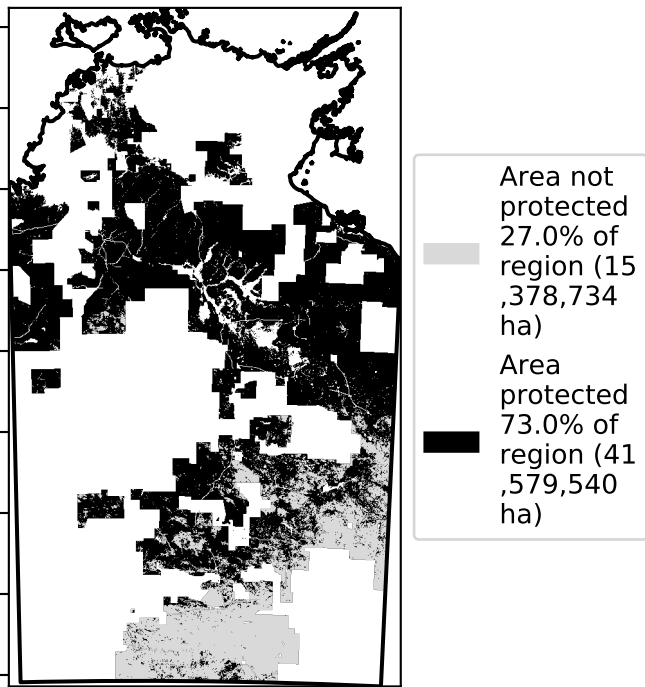 Area not
protected
27.0% of
region (15
,378,734
ha)
Area
protected
73.0% of
region (41
,579,540
ha)